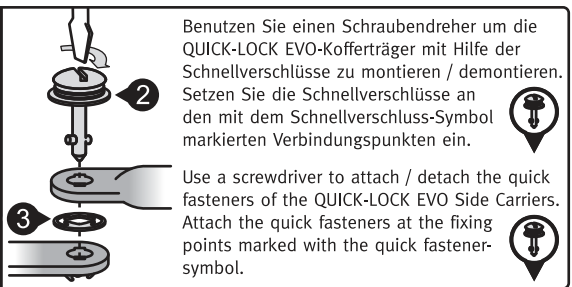 Benutzen Sie einen Schraubendreher um die
QUICK-LOCK EVO-Kofferträger mit Hilfe der
Schnellverschlüsse zu montieren / demontieren.
Setzen Sie die Schnellverschlüsse an
den mit dem Schnellverschluss-Symbol
markierten Verbindungspunkten ein.
Use a screwdriver to attach / detach the quick
fasteners of the QUICK-LOCK EVO Side Carriers.
Attach the quick fasteners at the fixing
points marked with the quick fastener-
symbol.
2
3